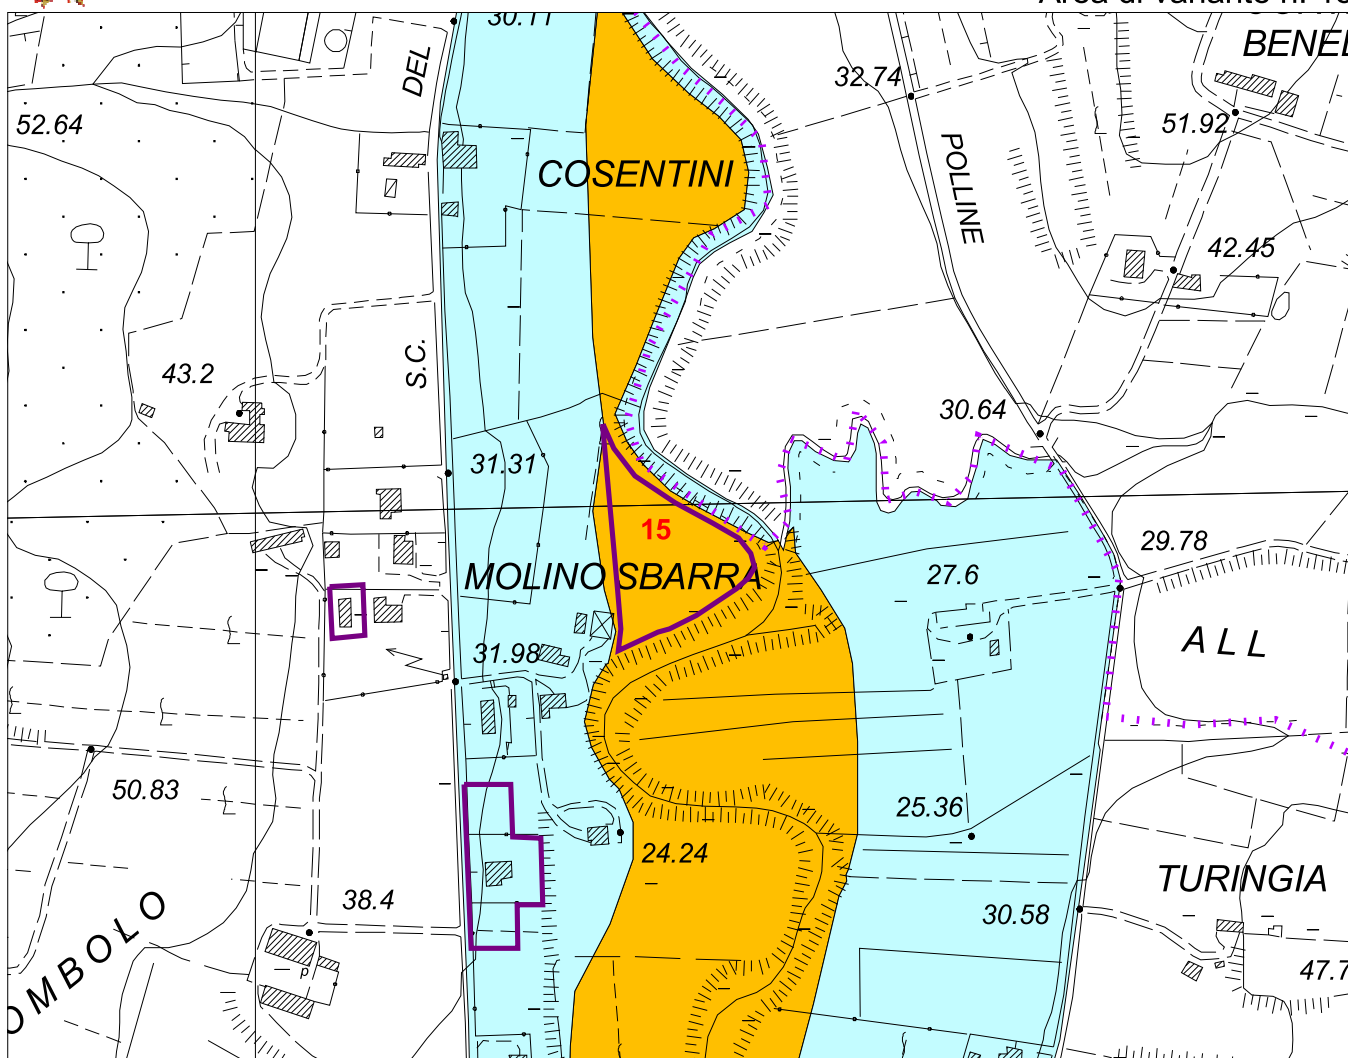 Area di variante n. 15
30.11
BENE
DEL
32.74
52.64
51.92
COSENTINI
POLLINE
42.45
43.2
S.C.
30.64
31.31
15
29.78
MOLINO SBARRA
27.6
ALL
31.98
50.83
25.36
24.24
TURINGIA
38.4
30.58
OMBOLO
p
47.7